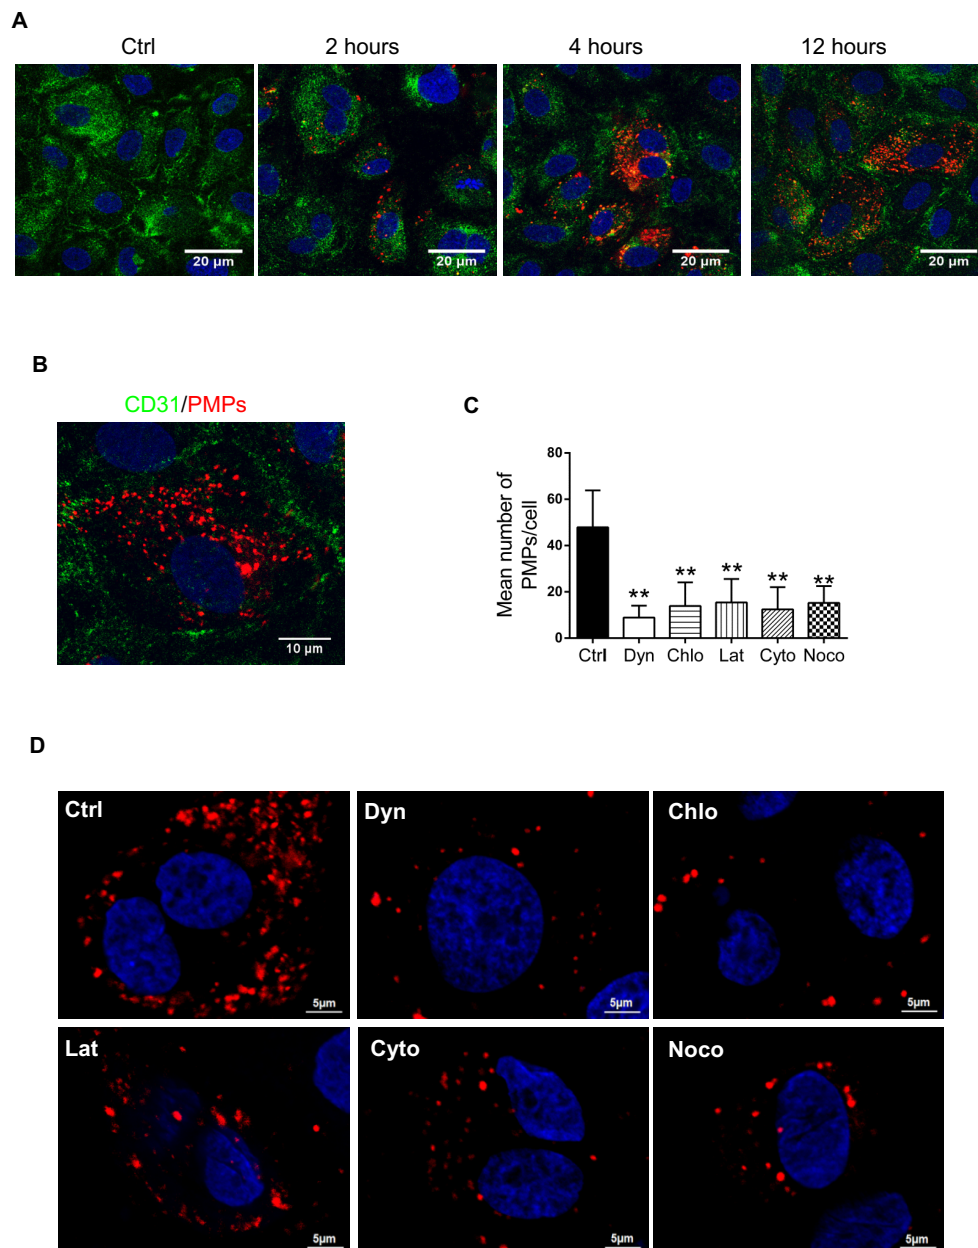 A
Ctrl
2 hours
4 hours
12 hours
20 µm
20 µm
20 µm
20 µm
B
CD31/PMPs
10 µm
C
Mean number of
PMPs/cell
80
60
40
20
0
**
**
**
**
**
Ctrl
Dyn
Chlo
Lat
Cyto
Noco
D
Ctrl
5µm
Dyn
5µm
Chlo
5µm
Lat
5µm
Cyto
5µm
Noco
5µm